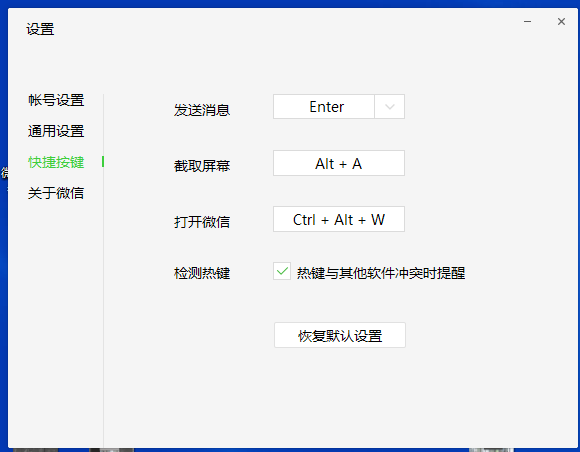 设置
帐号设置
通用设置
快捷按键
关于微信
发送消息
Enter
截取屏幕
Alt + A
打开微信
Ctrl + Alt + W
检测热键
热键与其他软件冲突时提醒
恢复默认设置